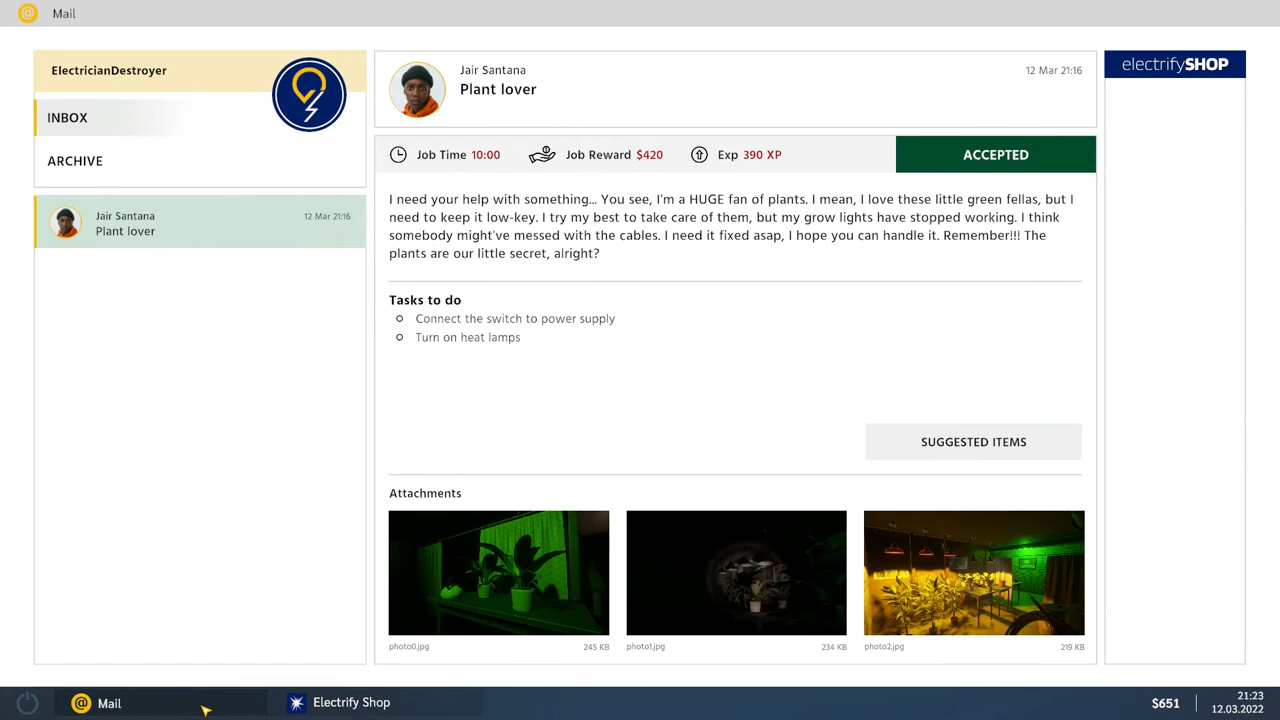 Mail
ElectricianDestroyer
INBOX
ARCHIVE
Jair Santana
12 Mar 21:16
Plant lover
Jair Santana
12 Mar 21:16
Plant lover
Job Time 10:00
Job Reward $420
Exp 390 XP
ACCEPTED
I need your help with something... You see, I'm a HUGE fan of plants. I mean, I love these little green fellas, but I
need to keep it low-key. I try my best to take care of them, but my grow lights have stopped working. I think
somebody might've messed with the cables. I need it fixed asap, I hope you can handle it. Remember!!! The
plants are our little secret, alright?
Tasks to do
Connect the switch to power supply
Turn on heat lamps
SUGGESTED ITEMS
Attachments
photo0.jpg
245 KB
photo1.jpg
234 KB
photo2.jpg
219 KB
electrifySHOP
Mail
Electrify Shop
$651
21:23
12.03.2022